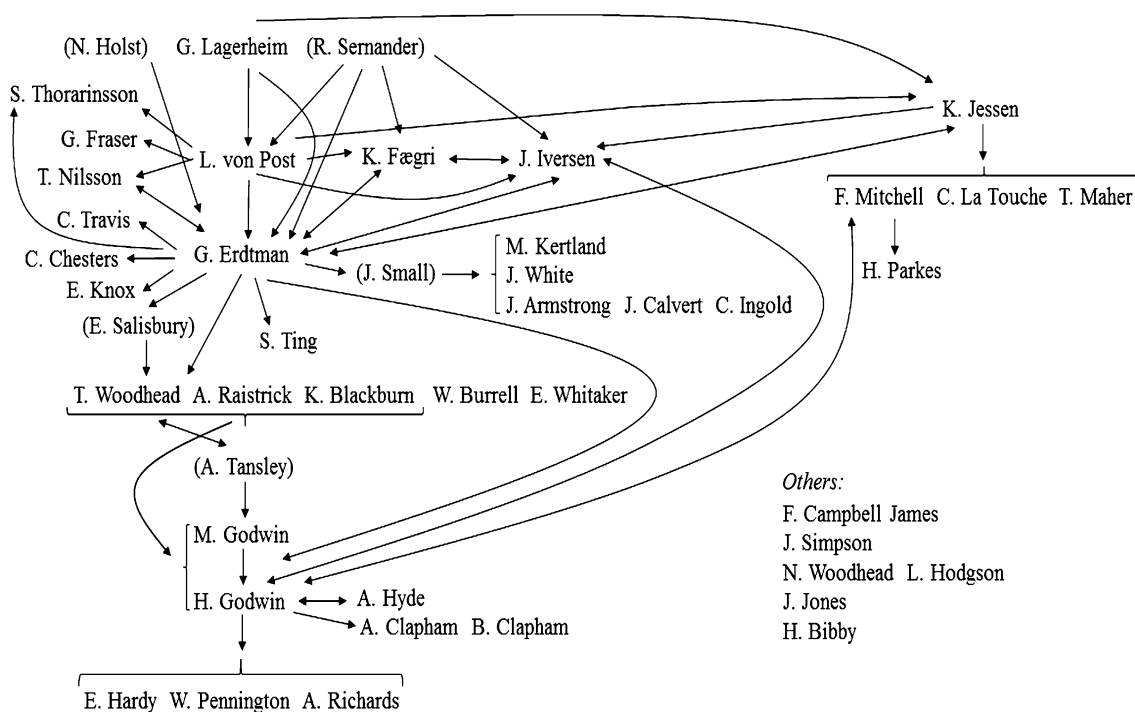 (N. Holst) G. Lagerheim (R. Sernander)
S. Thorarinsson
K. Jessen
G. Fraser
L. von Post K. Fægri J. Iversen
T. Nilsson
F. Mitchell C. La Touche T. Maher
C. Travis
C. Chesters G. Erdtman
M. Kertland
(J. Small) J. White
H. Parkes
E. Knox
J. Armstrong J. Calvert C. Ingold
(E. Salisbury)
S. Ting
T. Woodhead A. Raistrick K. Blackburn W. Burrell E. Whitaker
(A. Tansley)
Others:
F. Campbell James
M. Godwin
J. Simpson
N. Woodhead L. Hodgson
H. Godwin A. Hyde
J. Jones
A. Clapham B. Clapham
H. Bibby
E. Hardy W. Pennington A. Richards